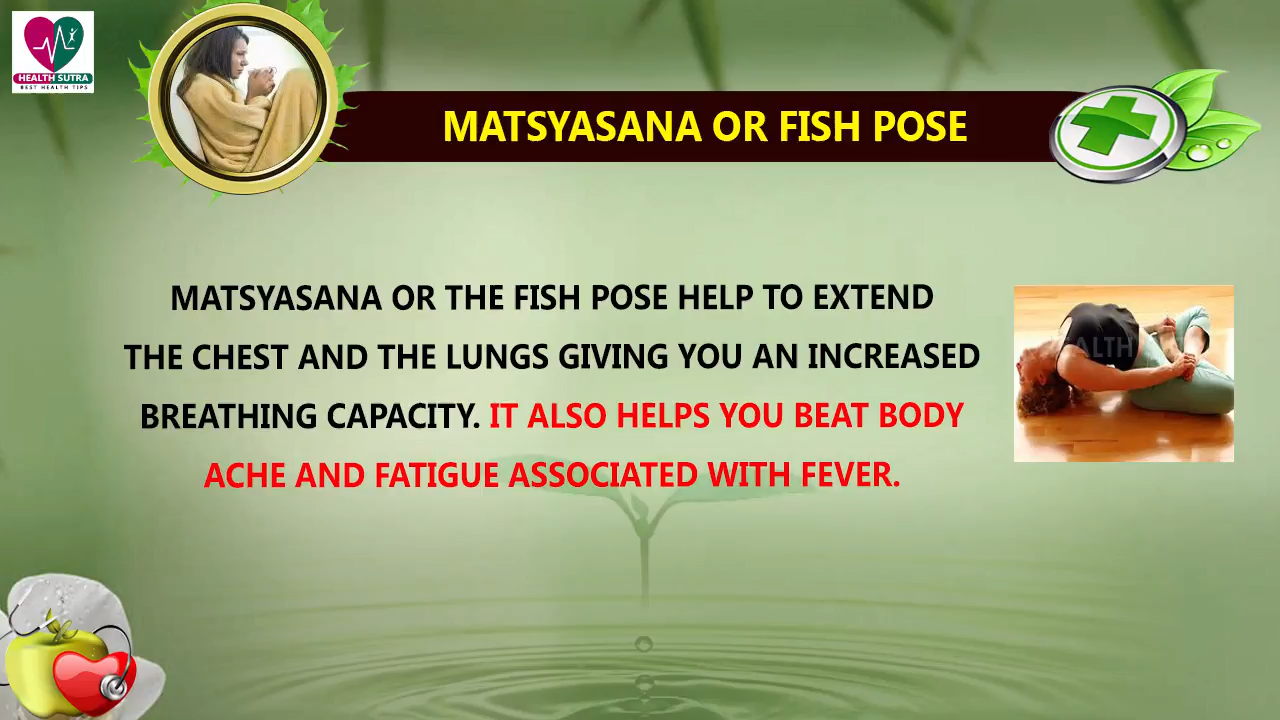 HEALTH SUTRA
BEST HEALTH TIPS
MATSYASANA OR FISH POSE
MATSYASANA OR THE FISH POSE HELP TO EXTEND
THE CHEST AND THE LUNGS GIVING YOU AN INCREASED
BREATHING CAPACITY. IT ALSO HELPS YOU BEAT BODY
ACHE AND FATIGUE ASSOCIATED WITH FEVER.